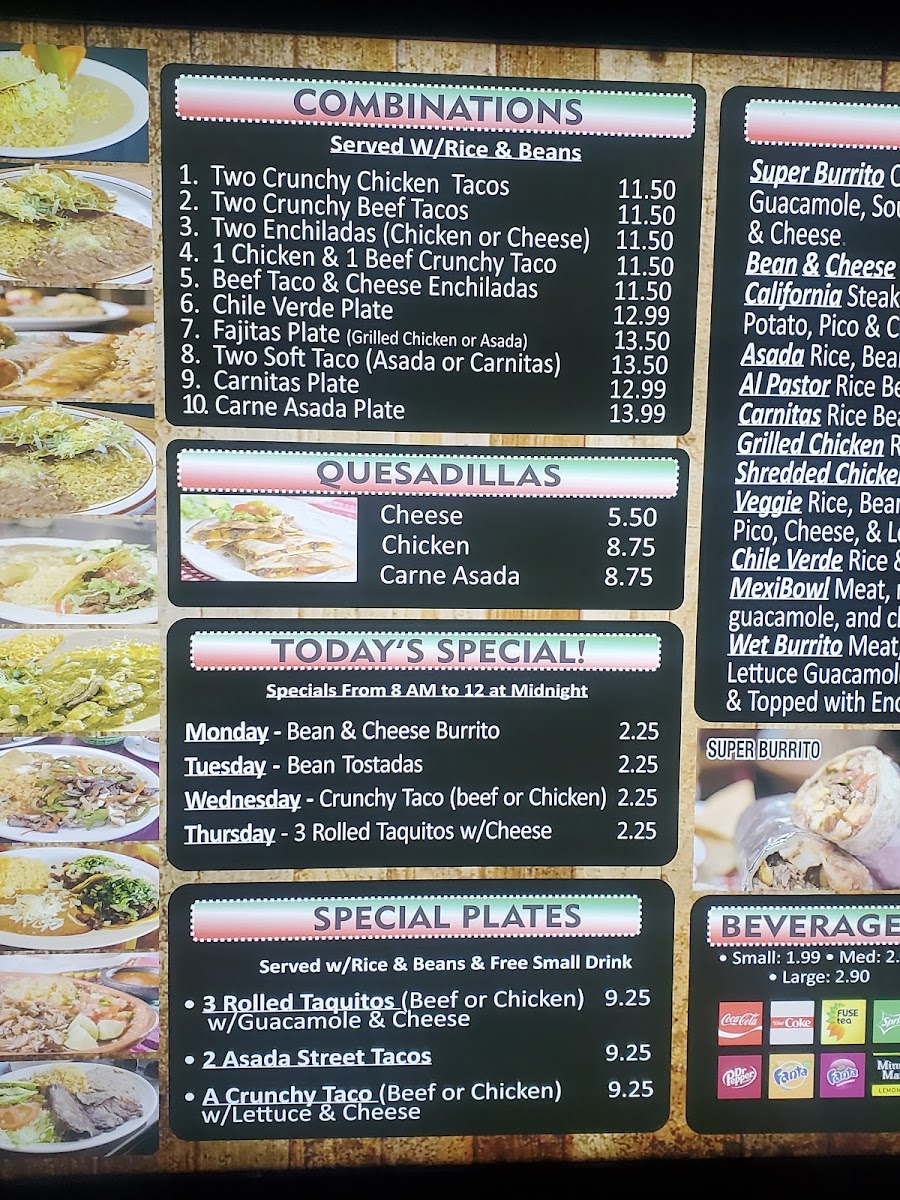 COMBINATIONS
Served W/Rice & Beans
1. Two Crunchy Chicken Tacos 11.50
2. Two Crunchy Beef Tacos 11.50
3. Two Enchiladas (Chicken or Cheese) 11.50
4. 1 Chicken & 1 Beef Crunchy Taco 11.50
5. Beef Taco & Cheese Enchiladas 11.50
6. Chile Verde Plate 12.99
7. Fajitas Plate (Grilled Chicken or Asada) 13.50
8. Two Soft Taco (Asada or Carnitas) 13.50
9. Carnitas Plate 12.99
10. Carne Asada Plate 13.99
QUESADILLAS
Cheese 5.50
Chicken 8.75
Carne Asada 8.75
TODAY'S SPECIAL!
Specials From 8 AM to 12 at Midnight
Monday - Bean & Cheese Burrito 2.25
Tuesday - Bean Tostadas 2.25
Wednesday - Crunchy Taco (beef or Chicken) 2.25
Thursday - 3 Rolled Taquitos w/Cheese 2.25
SPECIAL PLATES
Served w/Rice & Beans & Free Small Drink
• 3 Rolled Taquitos (Beef or Chicken) 9.25
w/Guacamole & Cheese
• 2 Asada Street Tacos 9.25
• A Crunchy Taco (Beef or Chicken) 9.25
w/Lettuce & Cheese
Super Burrito
Guacamole,
& Cheese
Bean & Cheese
California Steak
Potato, Pico &
Asada Rice,
Al Pastor Rice
Carnitas Rice
Grilled Chicken
Shredded
Veggie Rice,
Pico, Cheese, &
Chile Verde Rice
MexiBowl Meat,
guacamole, and
Wet Burrito Meat,
Lettuce
& Topped with
SUPER BURRITO
BEVERAGE
• Small: 1.99 • Med: 2.
• Large: 2.90
Coca-Cola Diet Coke FUSE tea
Dr Pepper Fanta Fanta